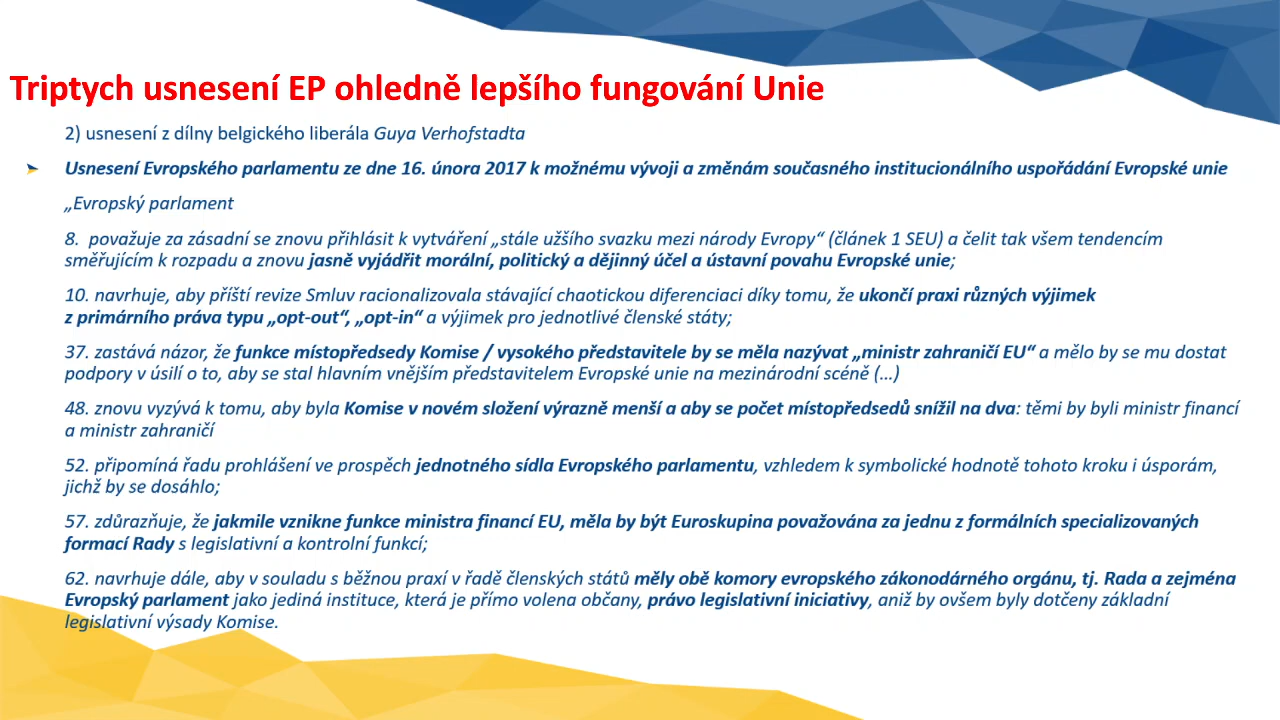 Triptych usnesení EP ohledně lepšího fungování Unie
2) usnesení z dílny belgického liberála Guya Verhofstadta
Usnesení Evropského parlamentu ze dne 16. února 2017 k možnému vývoji a změnám současného institucionálního uspořádání Evropské unie
„Evropský parlament
8. považuje za zásadní se znovu přihlásit k vytváření „stále užšího svazku mezi národy Evropy“ (článek 1 SEU) a čelit tak všem tendencím
směřujícím k rozpadu a znovu jasně vyjádřit morální, politický a dějinný účel a ústavní povahu Evropské unie;
10. navrhuje, aby příští revize Smluv racionalizovala stávající chaotickou diferenciaci díky tomu, že ukončí praxi různých výjimek
z primárního práva typu „opt-out“, „opt-in“ a výjimek pro jednotlivé členské státy;
37. zastává názor, že funkce místopředsedy Komise / vysokého představitele by se měla nazývat „ministr zahraničí EU“ a mělo by se mu dostat
podpory v úsilí o to, aby se stal hlavním vnějším představitelem Evropské unie na mezinárodní scéně (…)
48. znovu vyzývá k tomu, aby byla Komise v novém složení výrazně menší a aby se počet místopředsedů snížil na dva: těmi by byli ministr financí
a ministr zahraničí
52. připomíná řadu prohlášení ve prospěch jednotného sídla Evropského parlamentu, vzhledem k symbolické hodnotě tohoto kroku i úsporám,
jichž by se dosáhlo;
57. zdůrazňuje, že jakmile vznikne funkce ministra financí EU, měla by být Euroskupina považována za jednu z formálních specializovaných
formací Rady s legislativní a kontrolní funkcí;
62. navrhuje dále, aby v souladu s běžnou praxí v řadě členských států měly obě komory evropského zákonodárného orgánu, tj. Rada a zejména
Evropský parlament jako jediná instituce, která je přímo volena občany, právo legislativní iniciativy, aniž by ovšem byly dotčeny základní
legislativní výsady Komise.